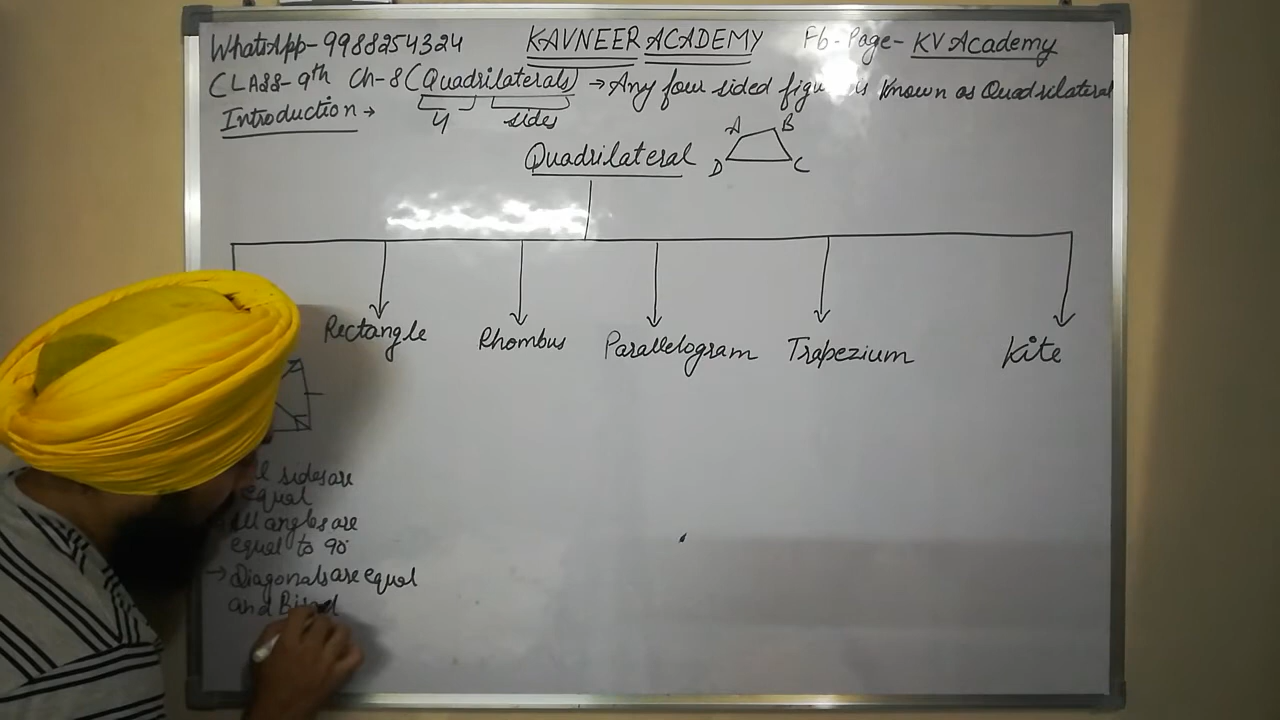 WhatsApp-9988254324 KAVNEER ACADEMY Fb-Page-KV Academy
CLASS-9th Ch-8(Quadrilaterals) → Any four sided is Known as Quadrilateral
Introduction →
4 sides
Quadrilateral
A B
D C
Rectangle Rhombus Parallelogram Trapezium Kite
sides are
equal
angles are
equal to 90°
→ Diagonals are equal
and